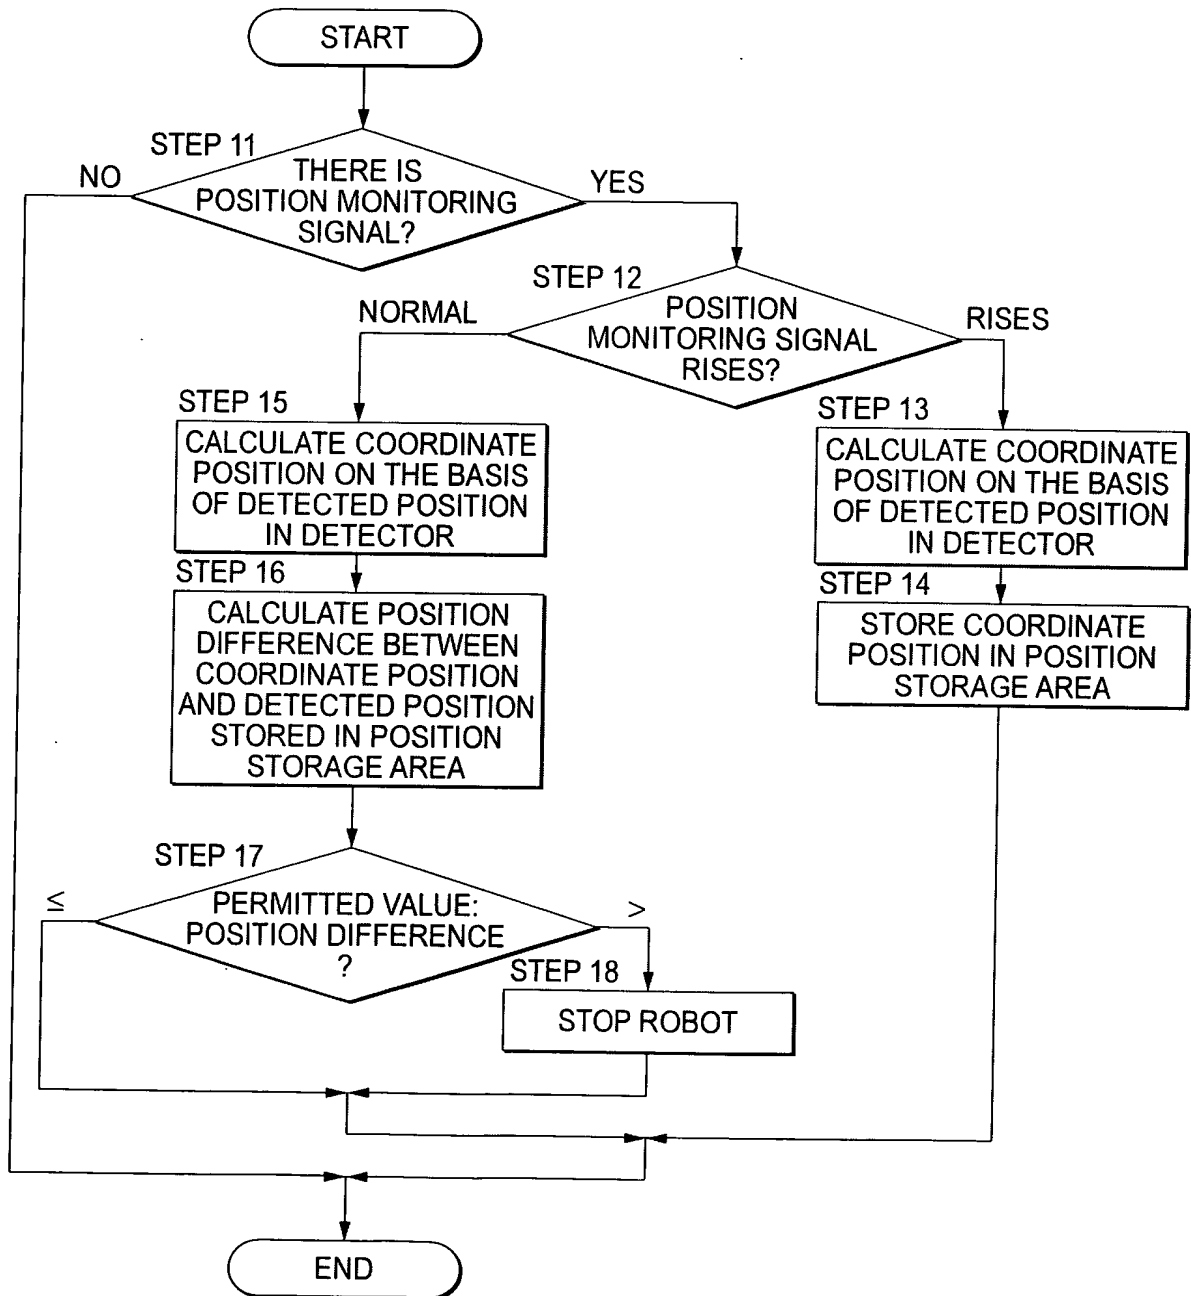 START
STEP 11
THERE IS
POSITION MONITORING
SIGNAL?
NO
YES
STEP 12
POSITION
MONITORING SIGNAL
RISES?
NORMAL
RISES
STEP 15
CALCULATE COORDINATE
POSITION ON THE BASIS
OF DETECTED POSITION
IN DETECTOR
STEP 13
CALCULATE COORDINATE
POSITION ON THE BASIS
OF DETECTED POSITION
IN DETECTOR
STEP 16
CALCULATE POSITION
DIFFERENCE BETWEEN
COORDINATE POSITION
AND DETECTED POSITION
STORED IN POSITION
STORAGE AREA
STEP 14
STORE COORDINATE
POSITION IN POSITION
STORAGE AREA
STEP 17
≤
PERMITTED VALUE:
POSITION DIFFERENCE
?
>
STEP 18
STOP ROBOT
END